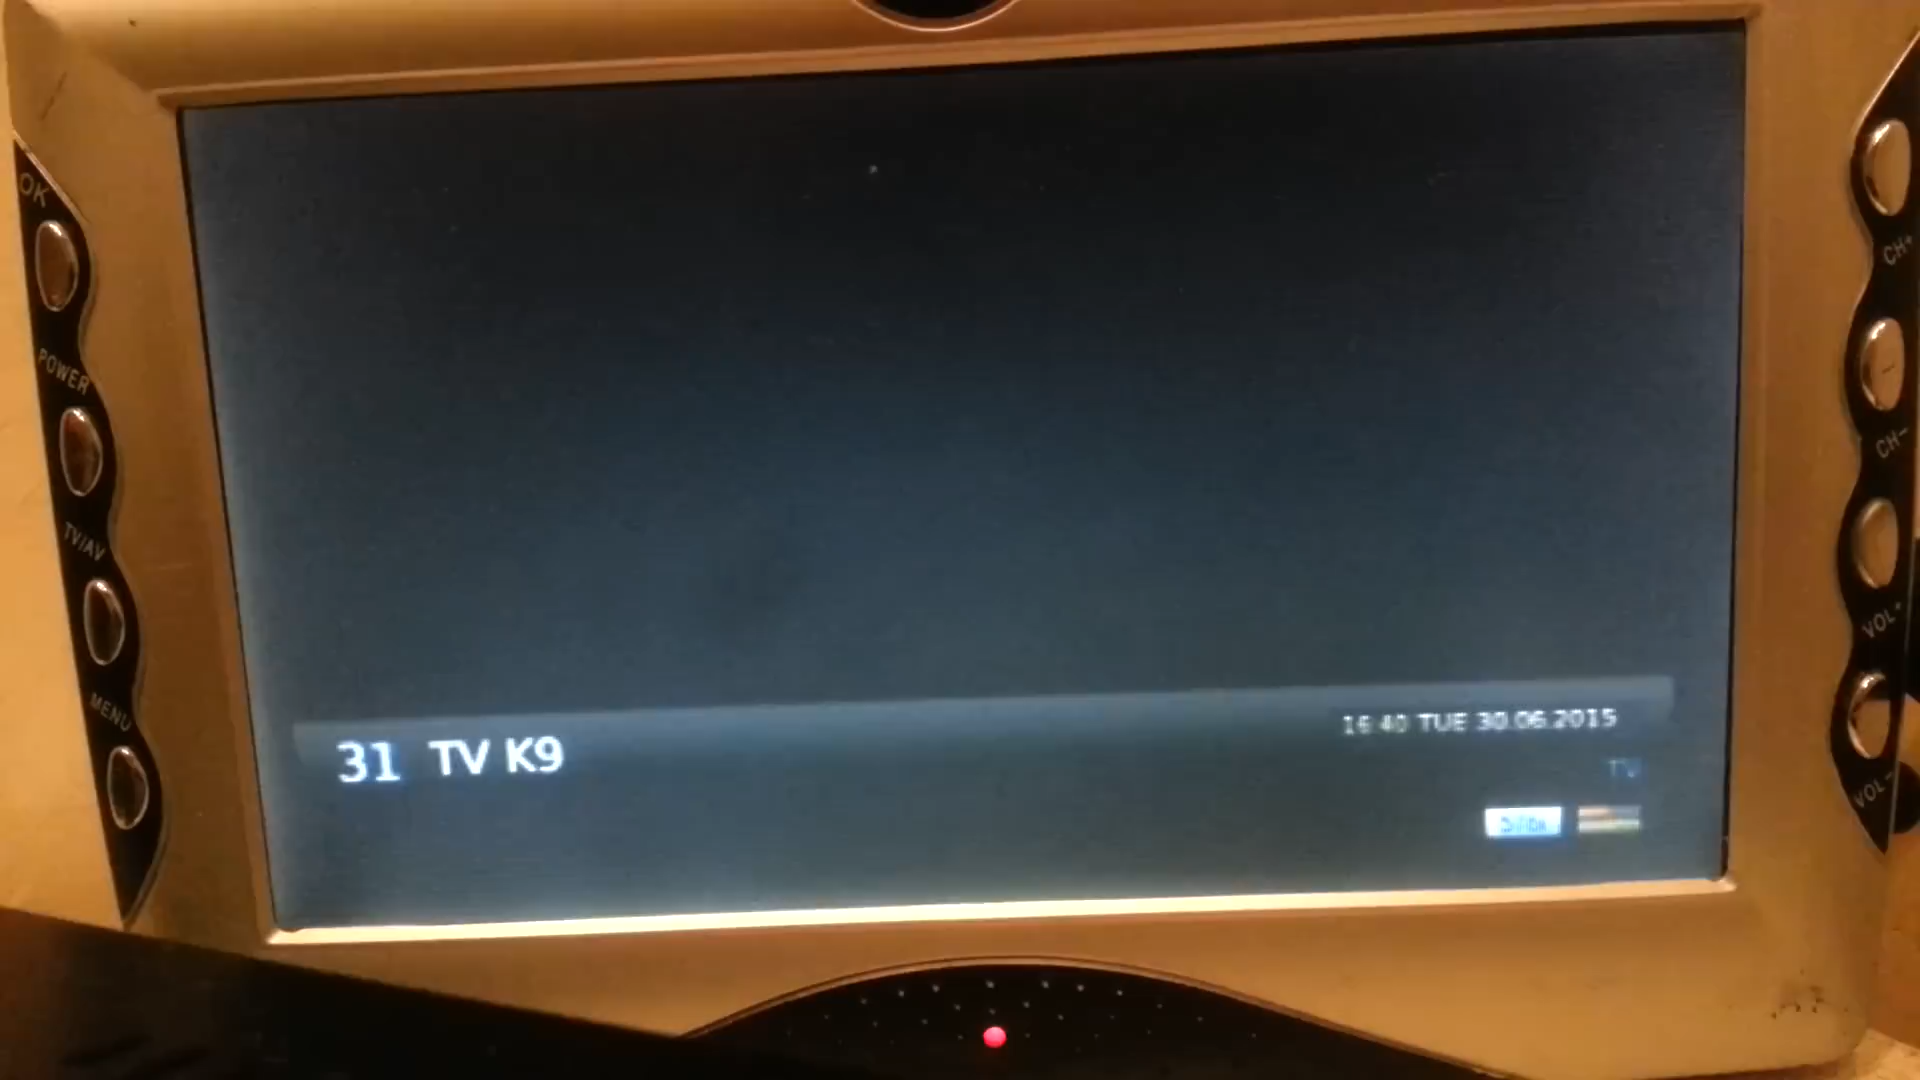 OK
POWER
TV/AV
MENU
31 TV K9
16:40 TUE 30.06.2015
TV
CH+
CH-
VOL+
VOL-